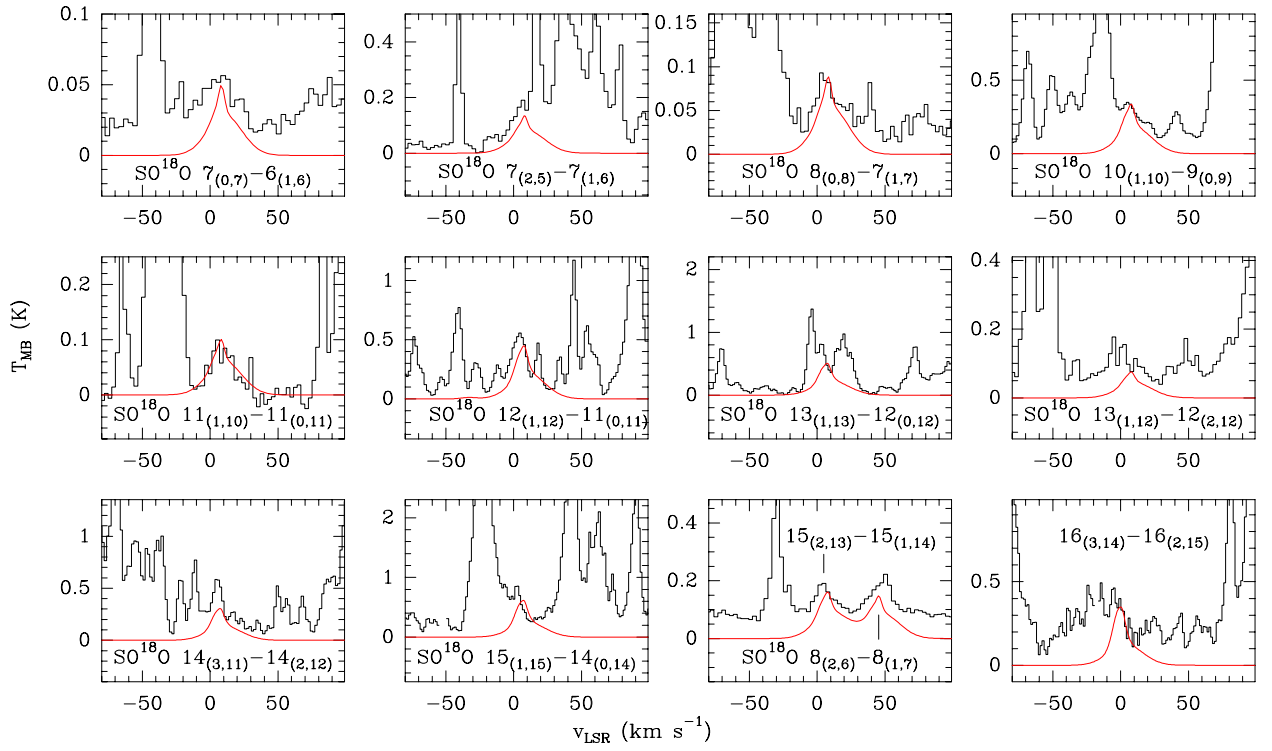 0.1
0.05
0
SO¹⁸O 7(0,7)−6(1,6)
−50 0 50
0.4
0.2
0
SO¹⁸O 7(2,5)−7(1,6)
−50 0 50
0.15
0.1
0.05
0
SO¹⁸O 8(0,8)−7(1,7)
−50 0 50
0.5
0
SO¹⁸O 10(1,10)−9(0,9)
−50 0 50
0.2
0.1
0
SO¹⁸O 11(1,10)−11(0,11)
−50 0 50
1
0.5
0
SO¹⁸O 12(1,12)−11(0,11)
−50 0 50
2
1
0
SO¹⁸O 13(1,13)−12(0,12)
−50 0 50
0.4
0.2
0
SO¹⁸O 13(1,12)−12(2,12)
−50 0 50
T_MB (K)
1
0.5
0
SO¹⁸O 14(3,11)−14(2,12)
−50 0 50
2
1
0
SO¹⁸O 15(1,15)−14(0,14)
−50 0 50
0.4
0.2
0
15(2,13)−15(1,14)
SO¹⁸O 8(2,6)−8(1,7)
−50 0 50
0.5
0
16(3,14)−16(2,15)
−50 0 50
v_LSR (km s⁻¹)